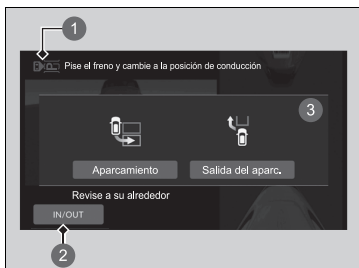 1
Pise el freno y cambie a la posición de conducción
3
Aparcamiento
Salida del aparc.
Revise a su alrededor
IN/OUT
2